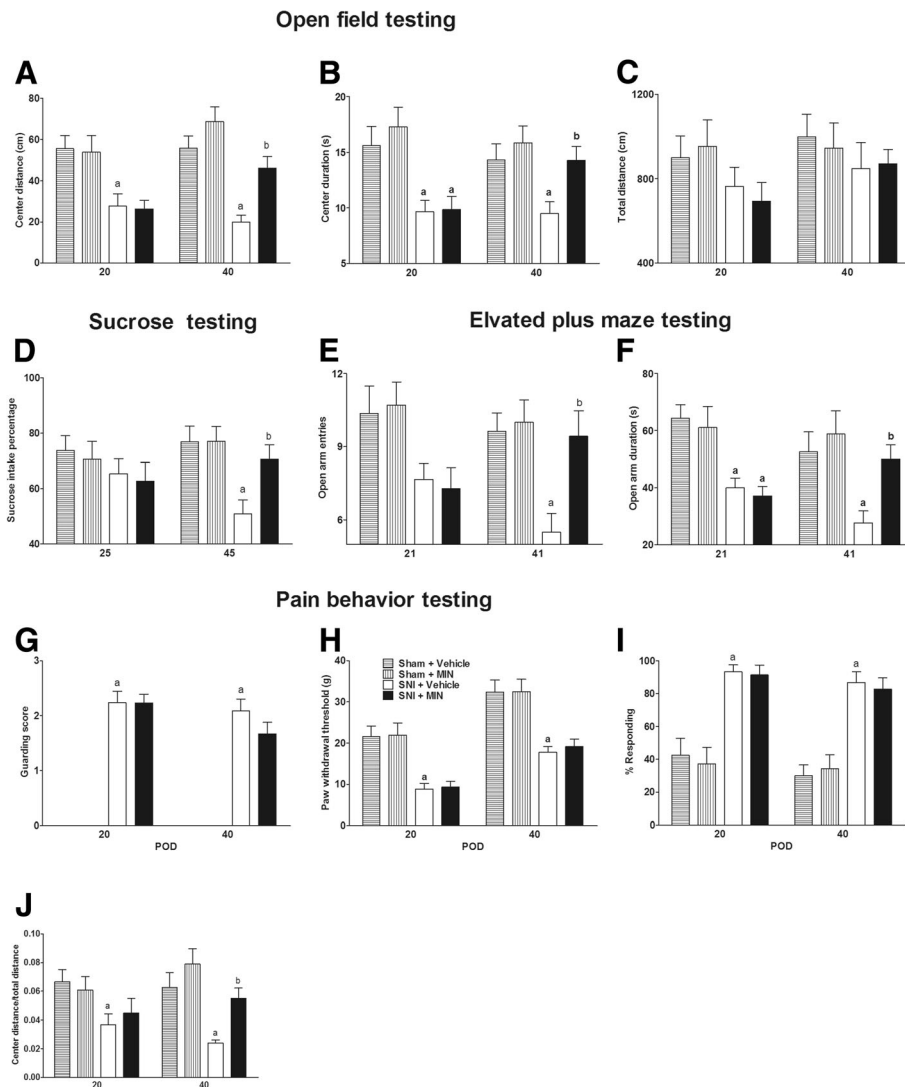 Open field testing
A
B
C
Center distance (cm)
80
60
40
20
0
a
a
b
20
40
Center duration (s)
20
15
10
5
a
a
a
b
20
40
Total distance (cm)
1200
800
400
20
40
Sucrose testing
Elvated plus maze testing
D
E
F
Sucrose intake percentage
100
80
60
40
a
b
25
45
Open arm entries
12
9
6
a
b
21
41
Open arm duration (s)
80
60
40
20
a
a
a
b
21
41
Pain behavior testing
G
H
I
Guarding score
3
2
1
0
a
a
20
40
POD
Paw withdrawal threshold (g)
40
30
20
10
0
Sham + Vehicle
Sham + MIN
SNI + Vehicle
SNI + MIN
a
a
20
40
POD
% Responding
100
80
60
40
20
0
a
a
20
40
POD
J
Center distance/total distance
0.10
0.08
0.06
0.04
0.02
0.00
a
a
b
20
40